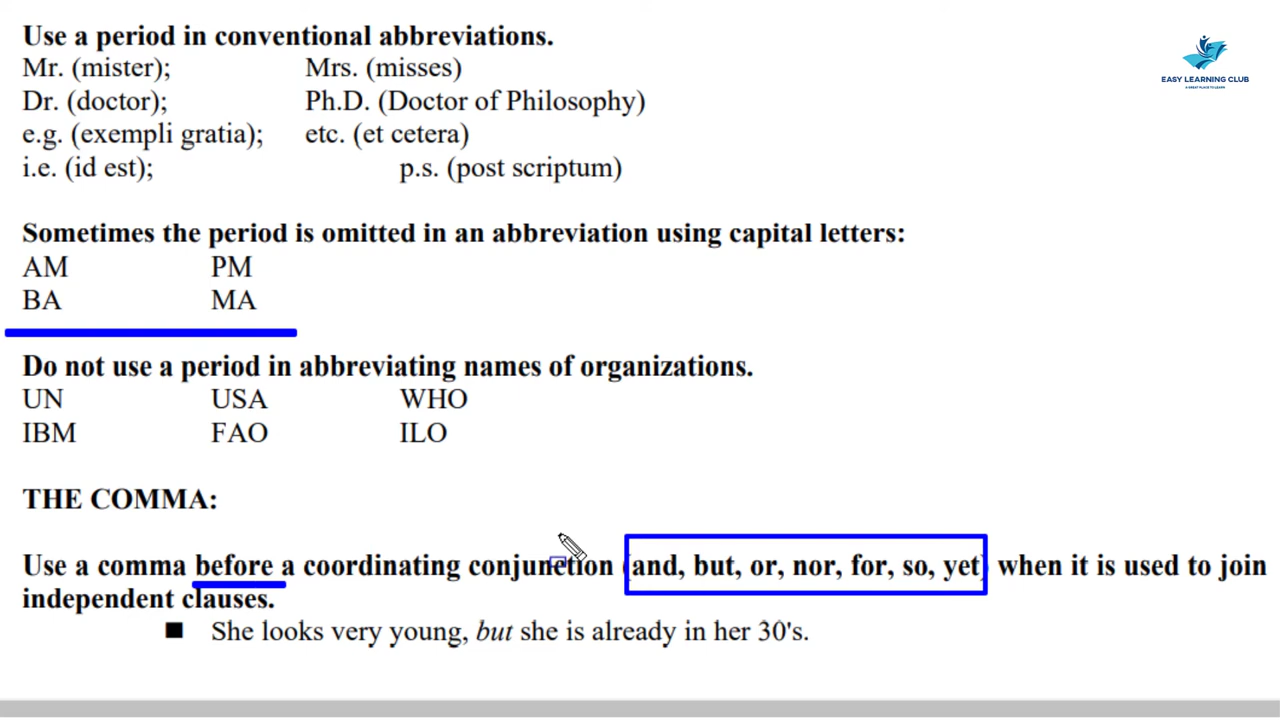 Use a period in conventional abbreviations.
Mr. (mister); Mrs. (misses)
Dr. (doctor); Ph.D. (Doctor of Philosophy)
e.g. (exempli gratia); etc. (et cetera)
i.e. (id est); p.s. (post scriptum)
EASY LEARNING CLUB
A GREAT PLACE TO LEARN
Sometimes the period is omitted in an abbreviation using capital letters:
AM PM
BA MA
Do not use a period in abbreviating names of organizations.
UN USA WHO
IBM FAO ILO
THE COMMA:
Use a comma before a coordinating conjunction (and, but, or, nor, for, so, yet) when it is used to join
independent clauses.
■ She looks very young, but she is already in her 30's.